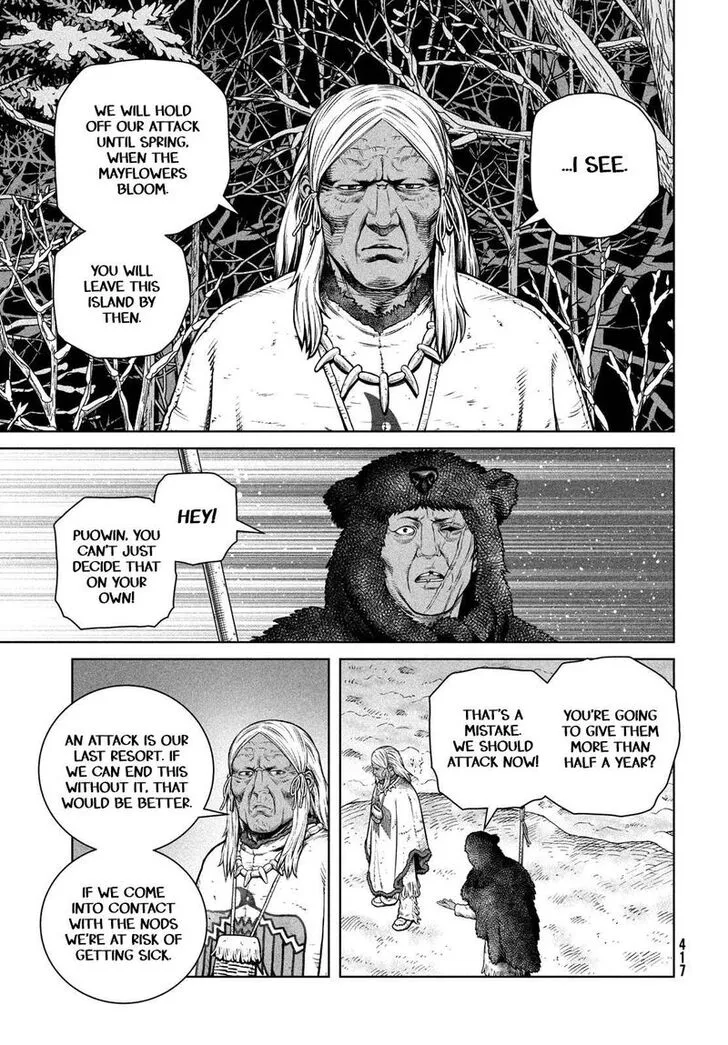 ...I SEE.
WE WILL HOLD
OFF OUR ATTACK
UNTIL SPRING,
WHEN THE
MAYFLOWERS
BLOOM.
YOU WILL
LEAVE THIS
ISLAND BY
THEN.
HEY!
PUOWIN, YOU
CAN'T JUST
DECIDE THAT
ON YOUR
OWN!
YOU'RE GOING
TO GIVE THEM
MORE THAN
HALF A YEAR?
THAT'S A
MISTAKE.
WE SHOULD
ATTACK NOW!
AN ATTACK IS OUR
LAST RESORT. IF
WE CAN END THIS
WITHOUT IT, THAT
WOULD BE BETTER.
IF WE COME
INTO CONTACT
WITH THE NODS
WE'RE AT RISK OF
GETTING SICK.
417